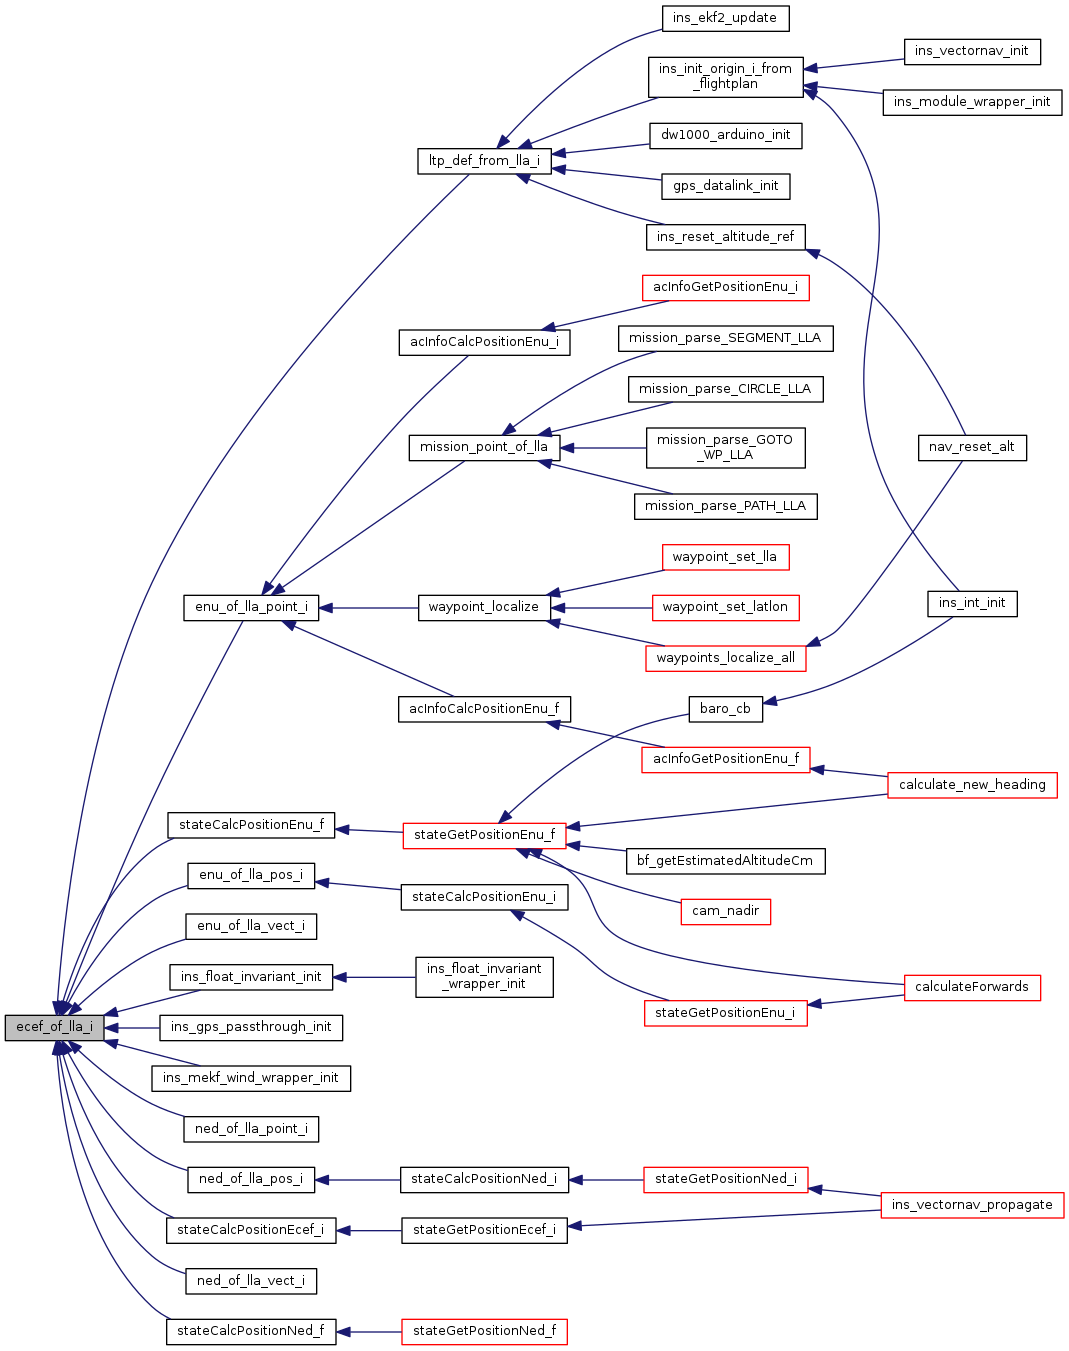 ins_ekf2_update
ins_init_origin_i_from
_flightplan
ins_vectornav_init
ins_module_wrapper_init
dw1000_arduino_init
ltp_def_from_lla_i
gps_datalink_init
ins_reset_altitude_ref
acInfoGetPositionEnu_i
acInfoCalcPositionEnu_i
mission_parse_SEGMENT_LLA
mission_parse_CIRCLE_LLA
mission_point_of_lla
mission_parse_GOTO
_WP_LLA
nav_reset_alt
mission_parse_PATH_LLA
waypoint_set_lla
enu_of_lla_point_i
waypoint_localize
waypoint_set_latlon
ins_int_init
waypoints_localize_all
acInfoCalcPositionEnu_f
baro_cb
acInfoGetPositionEnu_f
calculate_new_heading
stateCalcPositionEnu_f
stateGetPositionEnu_f
bf_getEstimatedAltitudeCm
enu_of_lla_pos_i
stateCalcPositionEnu_i
cam_nadir
enu_of_lla_vect_i
ins_float_invariant_init
ins_float_invariant
_wrapper_init
calculateForwards
stateGetPositionEnu_i
ecef_of_lla_i
ins_gps_passthrough_init
ins_mekf_wind_wrapper_init
ned_of_lla_point_i
ned_of_lla_pos_i
stateCalcPositionNed_i
stateGetPositionNed_i
ins_vectornav_propagate
stateCalcPositionEcef_i
stateGetPositionEcef_i
ned_of_lla_vect_i
stateCalcPositionNed_f
stateGetPositionNed_f